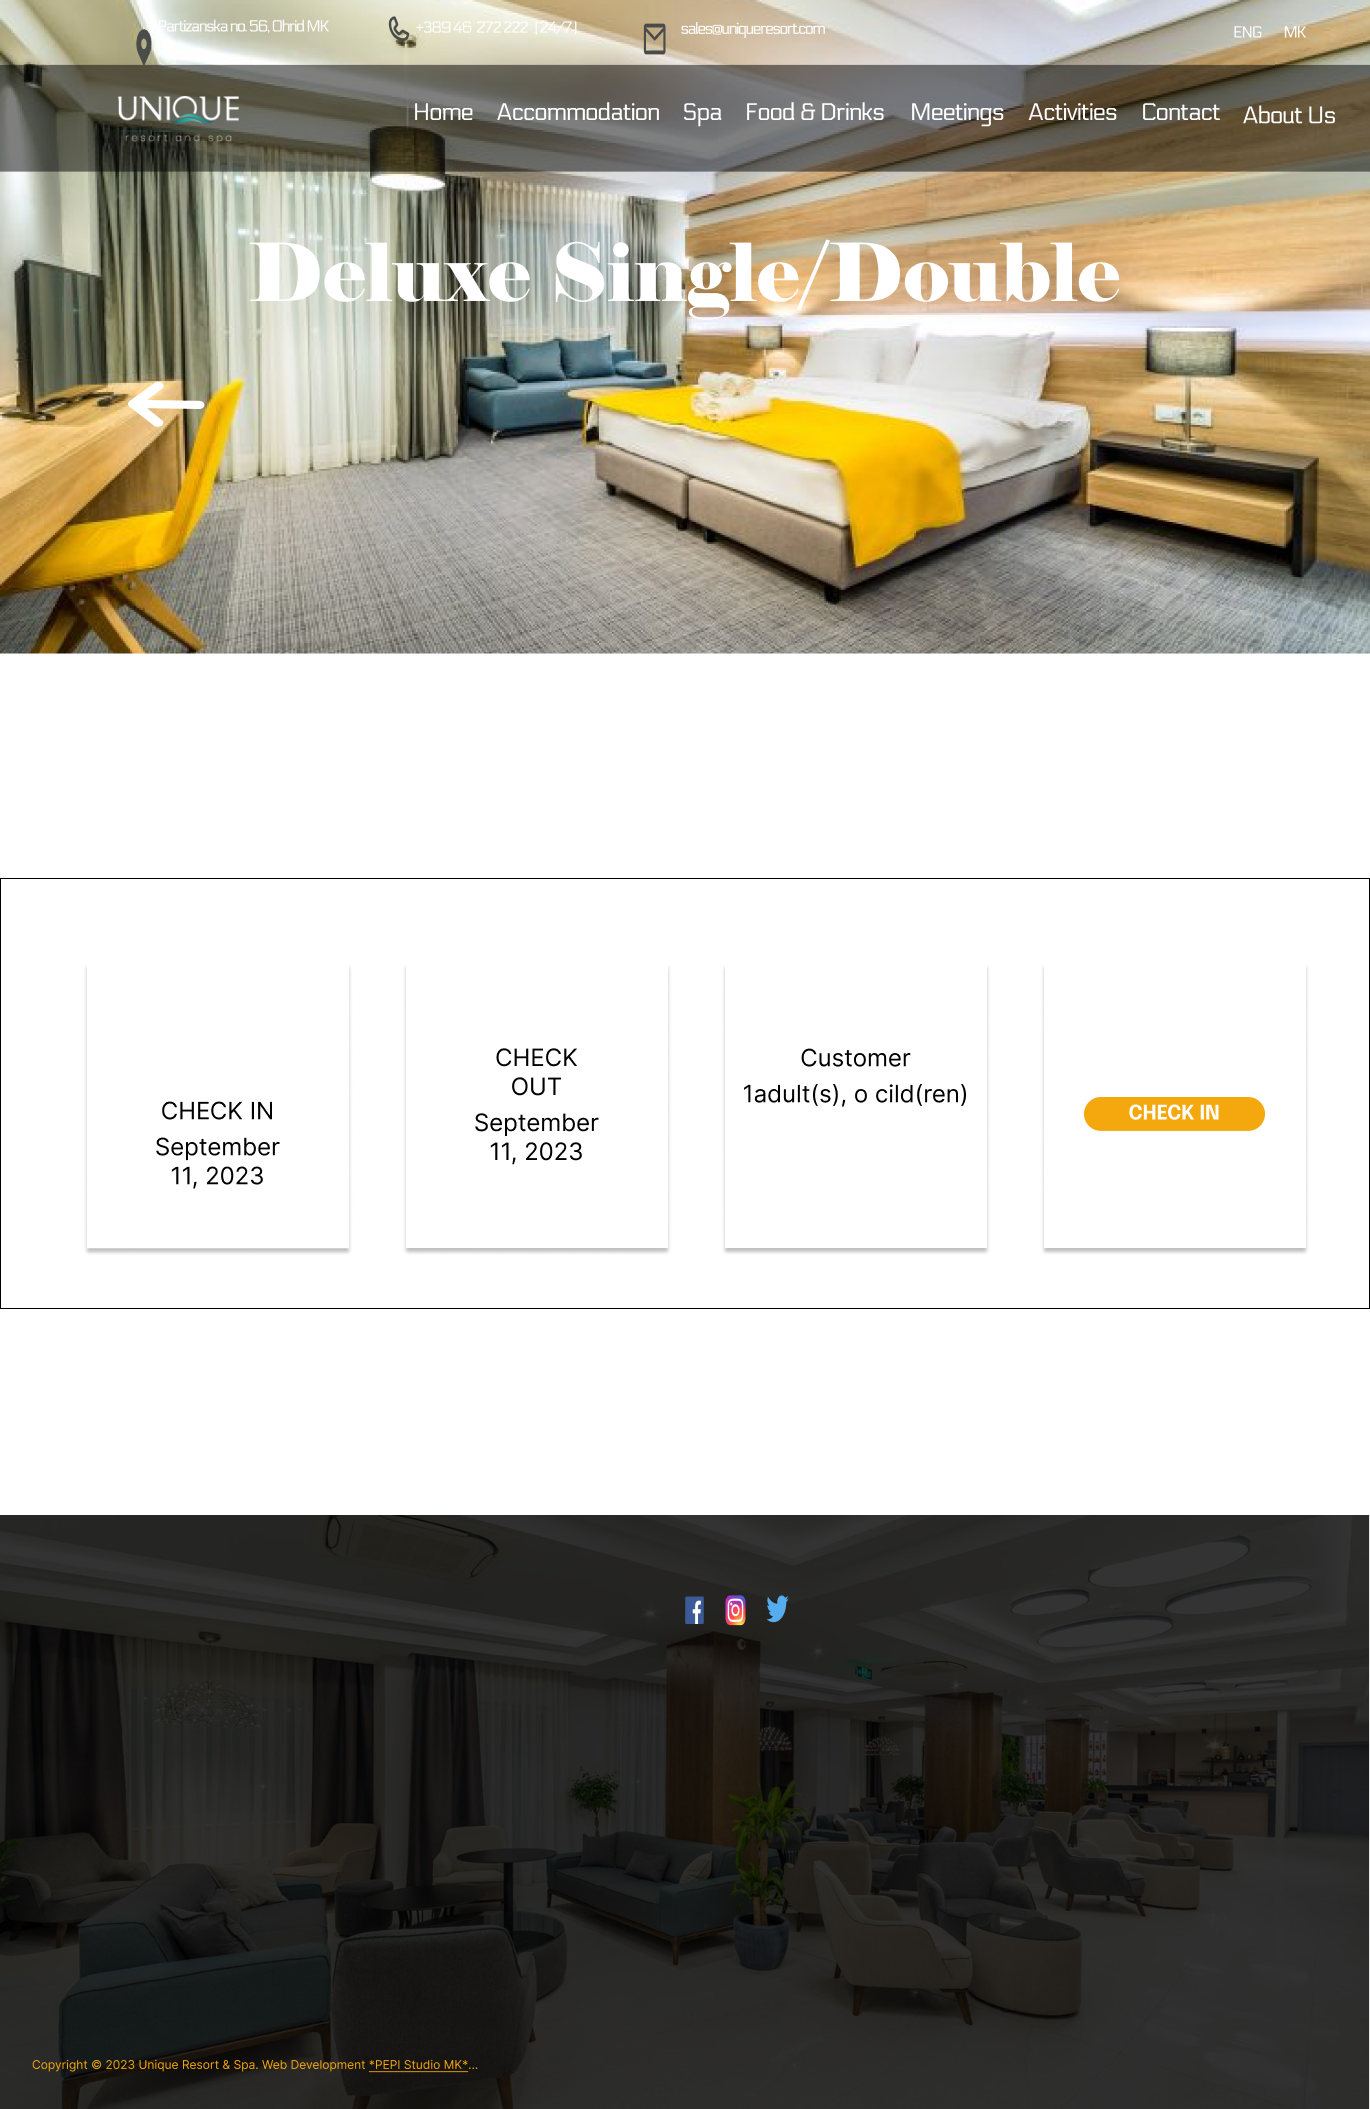 Partizanska no. 56, Ohrid MK
+389 46 272 222 (24/7)
sales@uniqueresort.com
ENG MK
UNIQUE
resort and spa
Home Accommodation Spa Food & Drinks Meetings Activities Contact About Us
Deluxe Single/Double
CHECK IN
September
11, 2023
CHECK
OUT
September
11, 2023
Customer
1adult(s), o cild(ren)
CHECK IN
Copyright © 2023 Unique Resort & Spa. Web Development *PEPI Studio MK*...